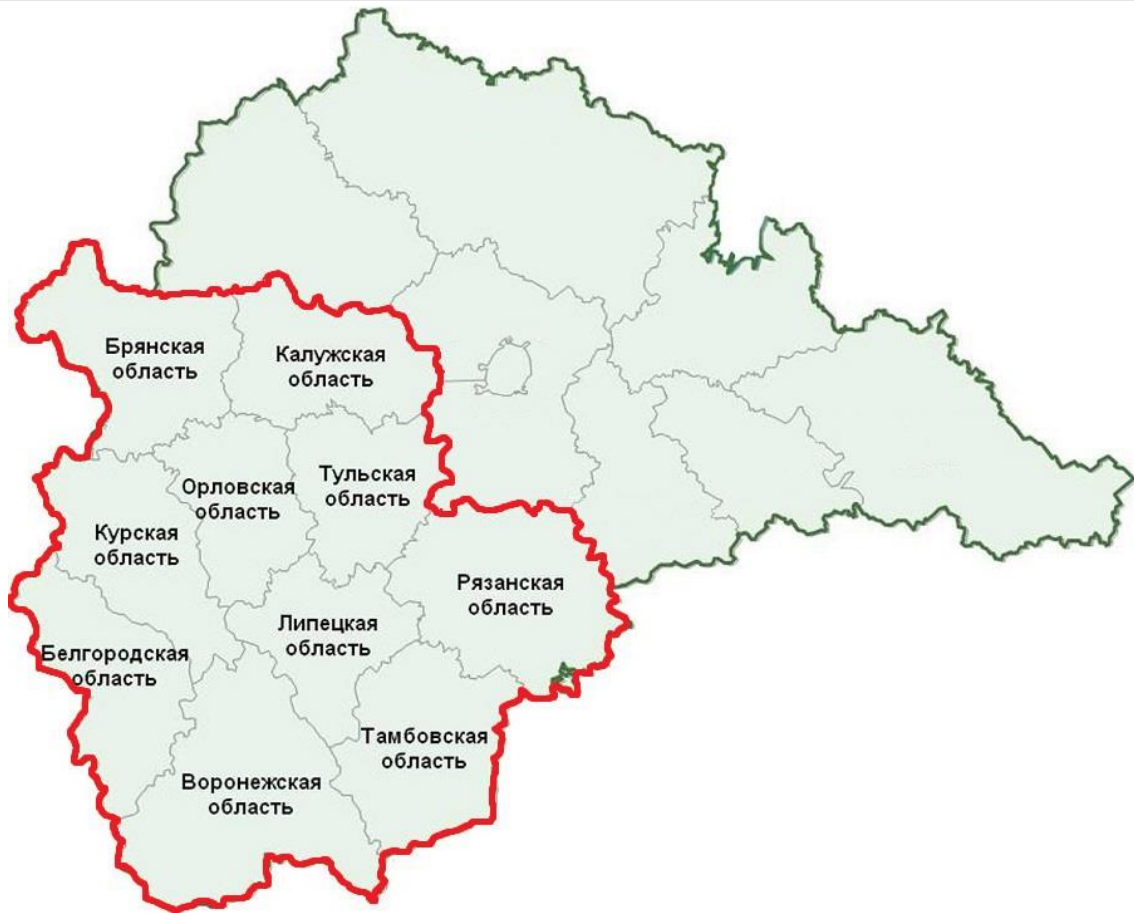 Брянская
область
Калужская
область
Орловская
область
Тульская
область
Курская
область
Рязанская
область
Липецкая
область
Белгородская
область
Тамбовская
область
Воронежская
область